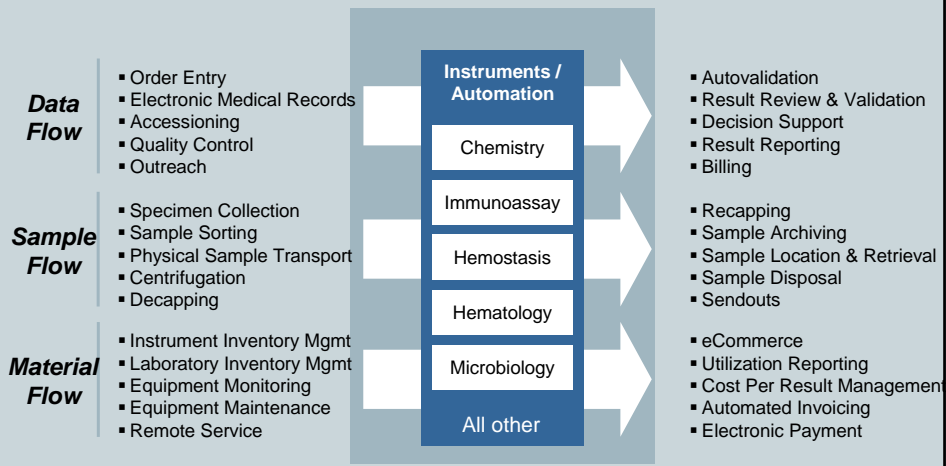 Data
Flow
▪ Order Entry
▪ Electronic Medical Records
▪ Accessioning
▪ Quality Control
▪ Outreach
Sample
Flow
▪ Specimen Collection
▪ Sample Sorting
▪ Physical Sample Transport
▪ Centrifugation
▪ Decapping
Material
Flow
▪ Instrument Inventory Mgmt
▪ Laboratory Inventory Mgmt
▪ Equipment Monitoring
▪ Equipment Maintenance
▪ Remote Service
Instruments /
Automation
Chemistry
Immunoassay
Hemostasis
Hematology
Microbiology
All other
▪ Autovalidation
▪ Result Review & Validation
▪ Decision Support
▪ Result Reporting
▪ Billing
▪ Recapping
▪ Sample Archiving
▪ Sample Location & Retrieval
▪ Sample Disposal
▪ Sendouts
▪ eCommerce
▪ Utilization Reporting
▪ Cost Per Result Management
▪ Automated Invoicing
▪ Electronic Payment